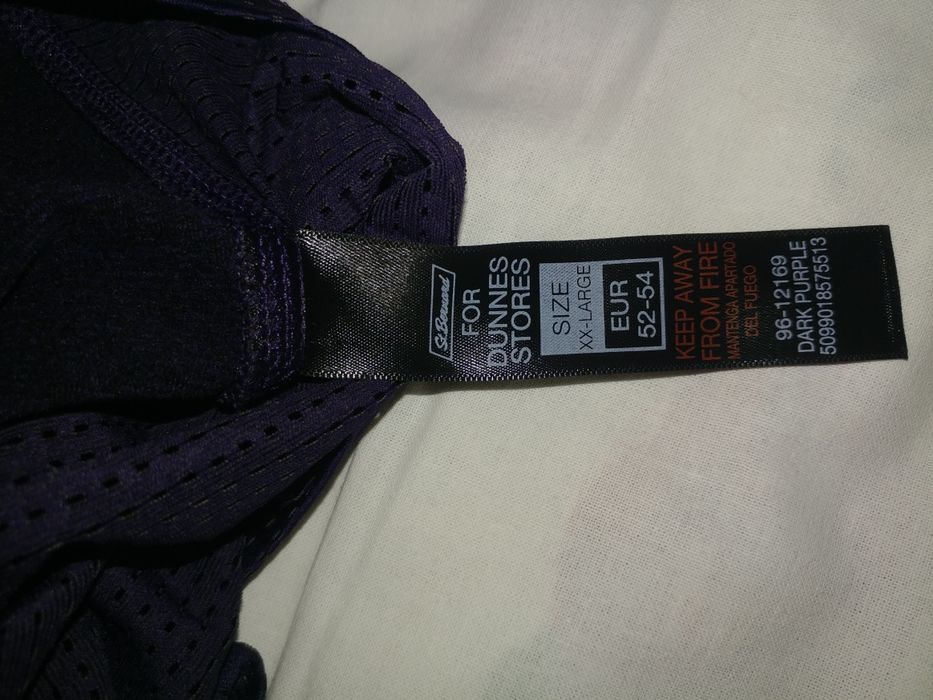 St. Bernard
FOR
DUNNES
STORES
SIZE
XX-LARGE
EUR
52-54
KEEP AWAY
FROM FIRE
MANTENGA APARTADO
DEL FUEGO
96-12169
DARK PURPLE
5099018575513